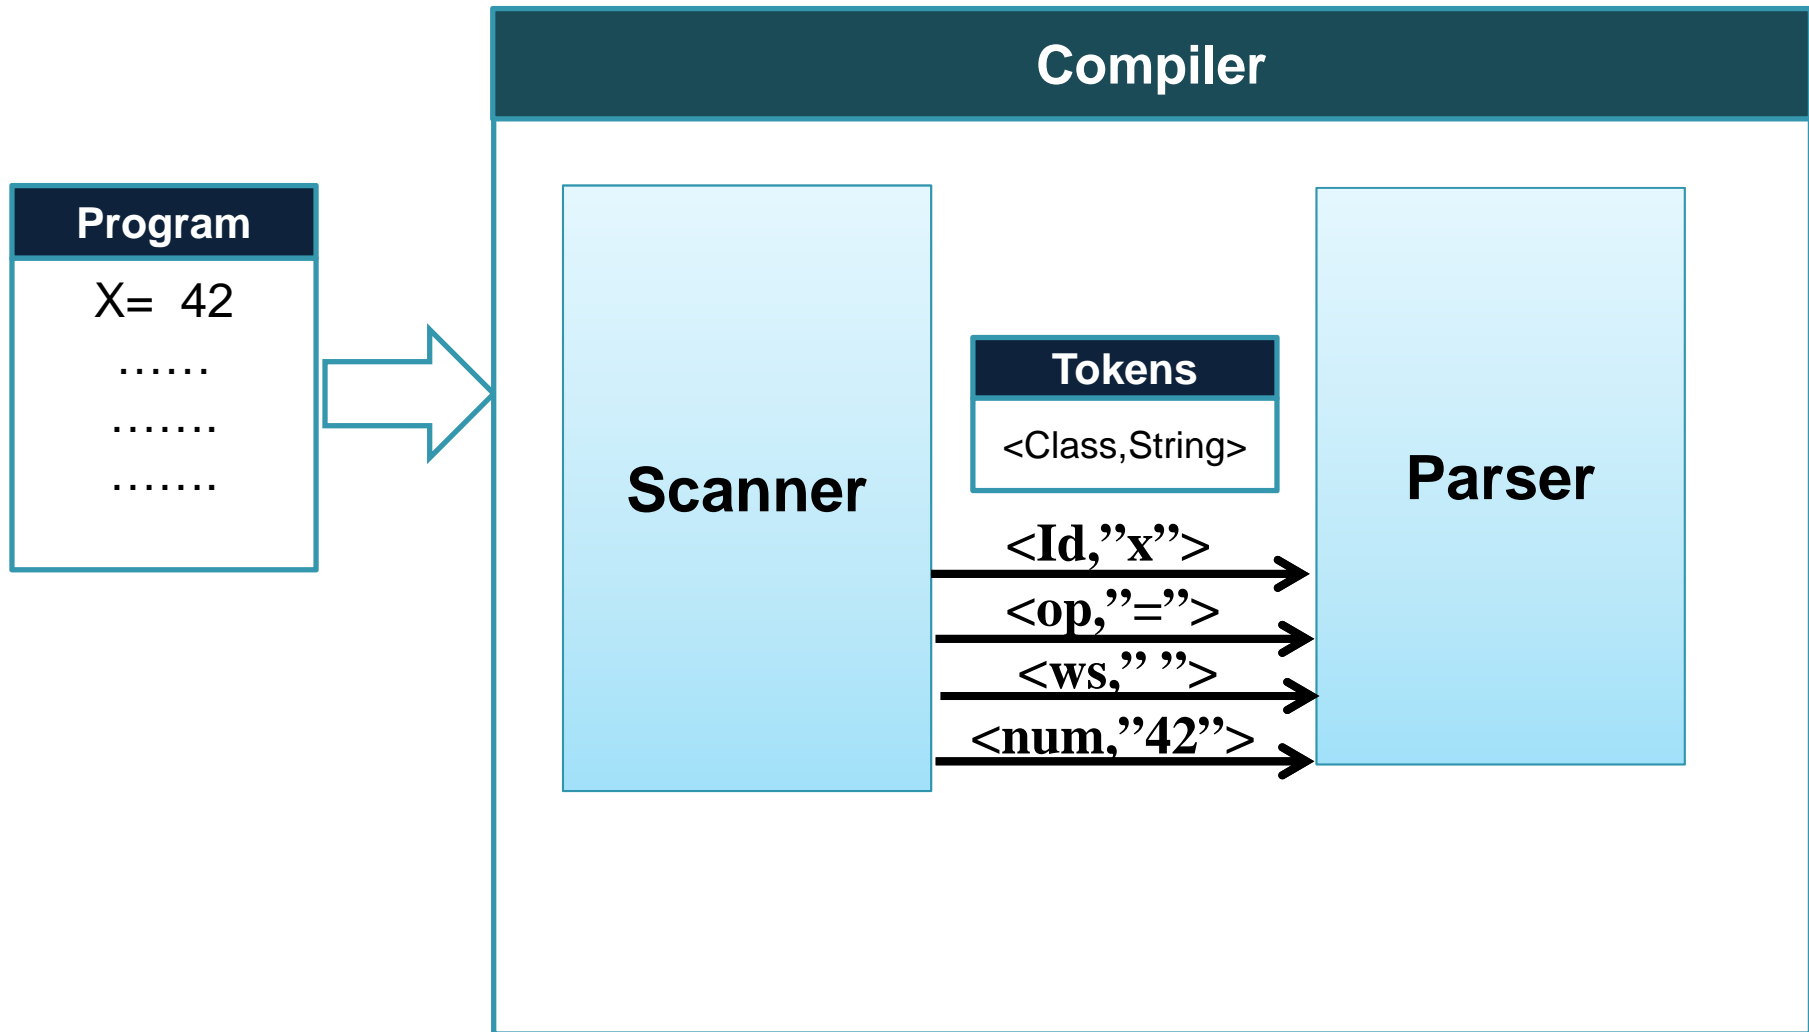 Compiler
Program
X=  42
……
…….
…….
Scanner
Tokens
<Class,String>
<Id,”x”>
<op,”=”>
<ws,” ”>
<num,”42”>
Parser